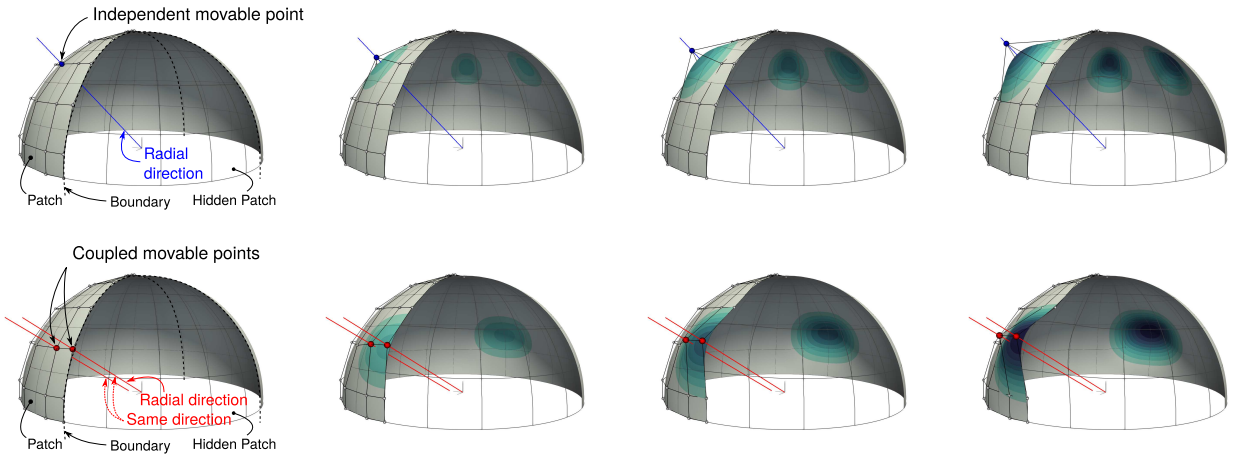 Independent movable point
Radial
direction
Patch
Boundary
Hidden Patch
Coupled movable points
Radial direction
Same direction
Patch
Boundary
Hidden Patch